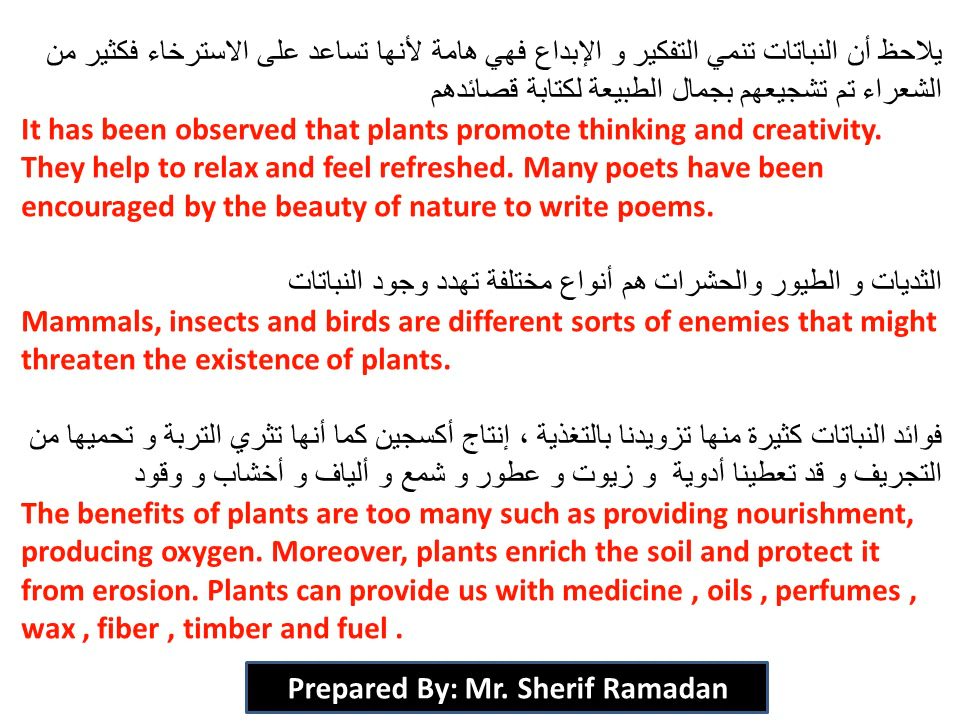 يلاحظ أن النباتات تنمي التفكير و الإبداع فهي هامة لأنها تساعد على الاسترخاء فكثير من
الشعراء تم تشجيعهم بجمال الطبيعة لكتابة قصائدهم
It has been observed that plants promote thinking and creativity.
They help to relax and feel refreshed. Many poets have been
encouraged by the beauty of nature to write poems.
الثديات و الطيور والحشرات هم أنواع مختلفة تهدد وجود النباتات
Mammals, insects and birds are different sorts of enemies that might
threaten the existence of plants.
فوائد النباتات كثيرة منها تزويدنا بالتغذية ، إنتاج أكسجين كما أنها تثري التربة و تحميها من
التجريف و قد تعطينا أدوية و زيوت و عطور و شمع و ألياف و أخشاب و وقود
The benefits of plants are too many such as providing nourishment,
producing oxygen. Moreover, plants enrich the soil and protect it
from erosion. Plants can provide us with medicine , oils , perfumes ,
wax , fiber , timber and fuel .
Prepared By: Mr. Sherif Ramadan